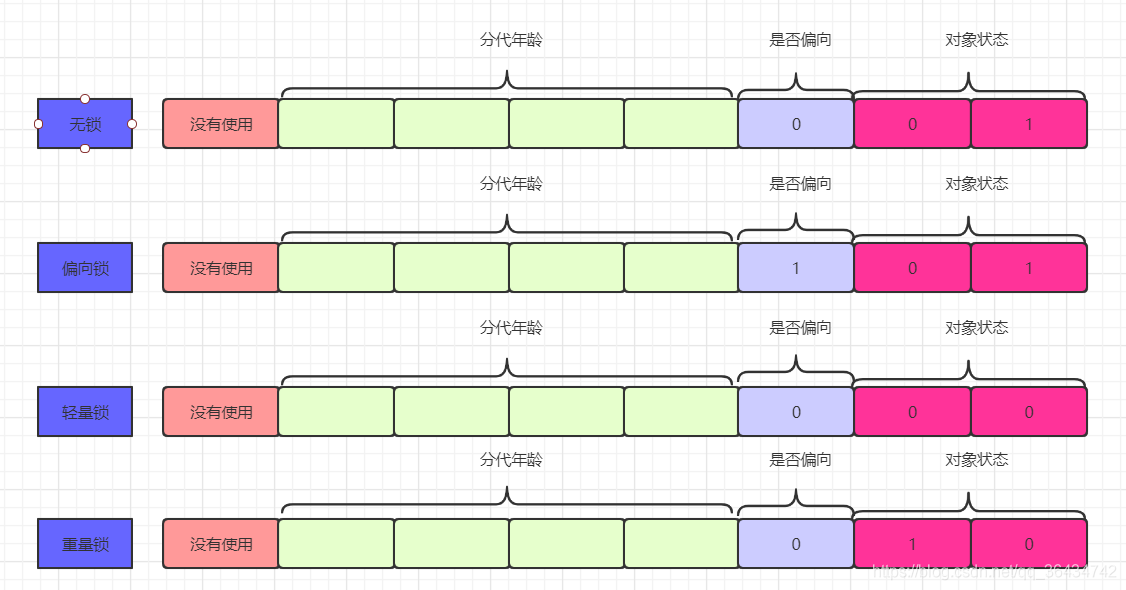 分代年龄 是否偏向 对象状态
无锁 没有使用 0 0 1
分代年龄 是否偏向 对象状态
偏向锁 没有使用 1 0 1
分代年龄 是否偏向 对象状态
轻量锁 没有使用 0 0 0
分代年龄 是否偏向 对象状态
重量锁 没有使用 0 1 0
https://blog.csdn.net/qq_36434742